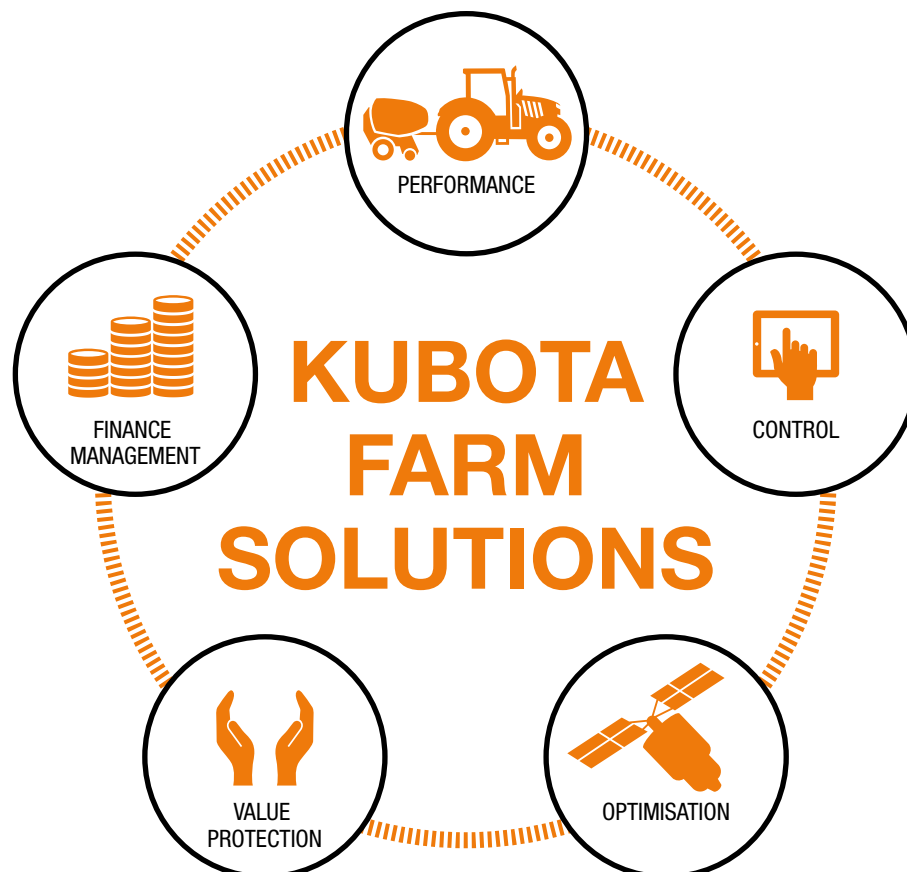 PERFORMANCE
KUBOTA
FARM
SOLUTIONS
CONTROL
OPTIMISATION
VALUE
PROTECTION
FINANCE
MANAGEMENT